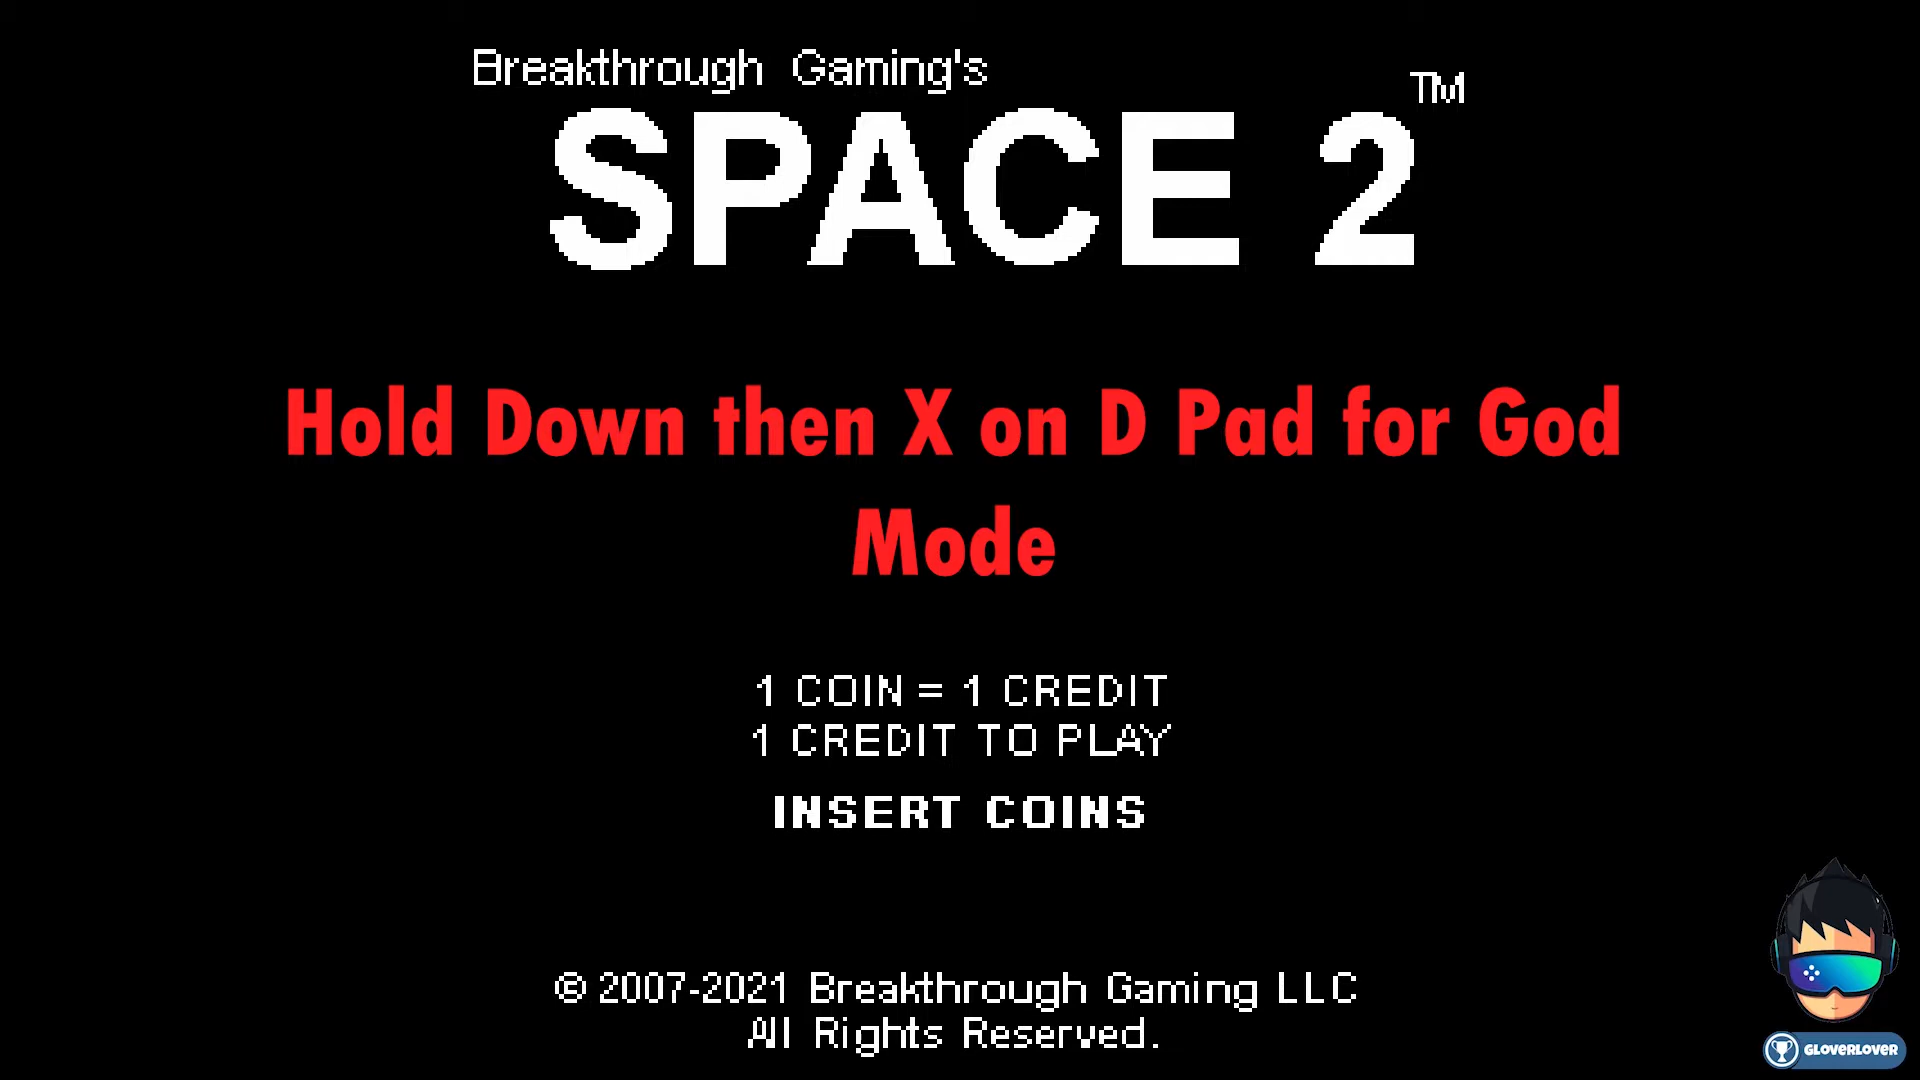 Breakthrough Gaming's
SPACE 2 TM
Hold Down then X on D Pad for God
Mode
1 COIN = 1 CREDIT
1 CREDIT TO PLAY
INSERT COINS
© 2007-2021 Breakthrough Gaming LLC
All Rights Reserved.
GLOVERLOVER